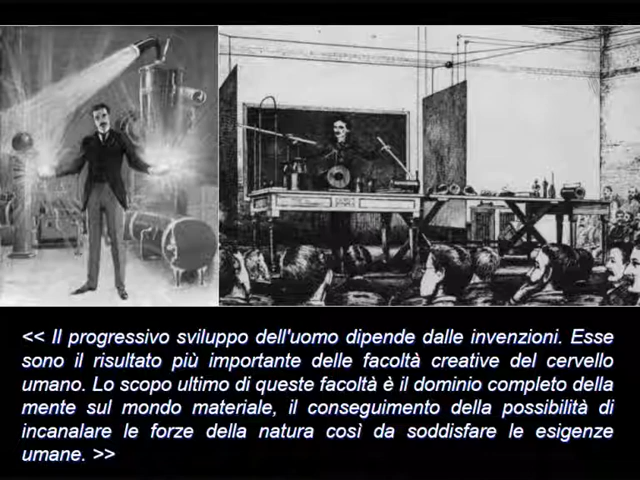 << Il progressivo sviluppo dell'uomo dipende dalle invenzioni. Esse
sono il risultato più importante delle facoltà creative del cervello
umano. Lo scopo ultimo di queste facoltà è il dominio completo della
mente sul mondo materiale, il conseguimento della possibilità di
incanalare le forze della natura così da soddisfare le esigenze
umane. >>